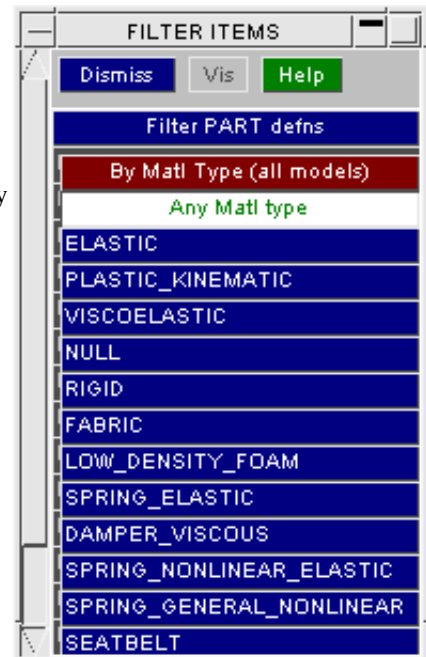 FILTER ITEMS
Dismiss Vis Help
Filter PART defns
By Matl Type (all models)
y
Any Matl type
ELASTIC
PLASTIC_KINEMATIC
VISCOELASTIC
NULL
RIGID
FABRIC
LOW_DENSITY_FOAM
SPRING_ELASTIC
DAMPER_VISCOUS
SPRING_NONLINEAR_ELASTIC
SPRING_GENERAL_NONLINEAR
SEATBELT